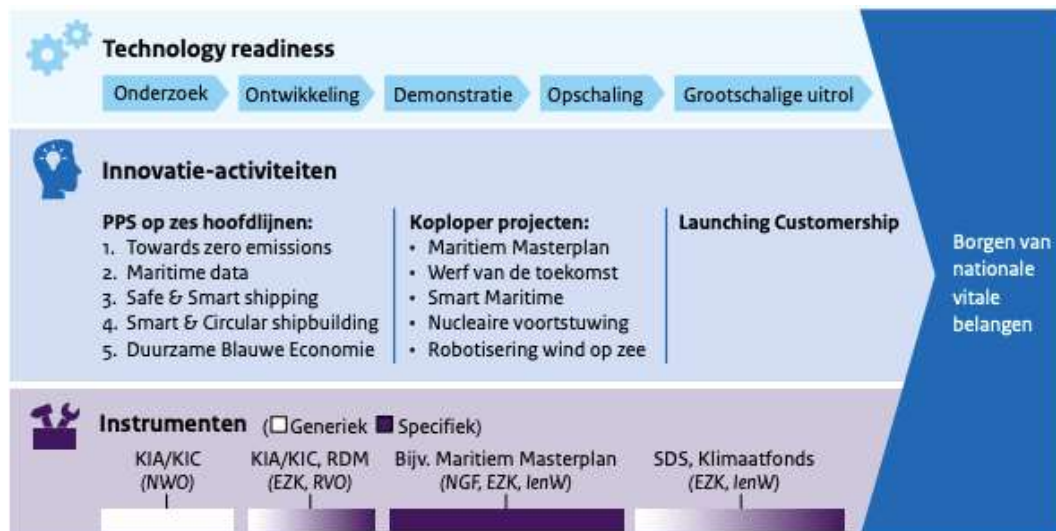 Technology readiness
Onderzoek
Ontwikkeling
Demonstratie
Opschaling
Grootschalige uitrol
Innovatie-activiteiten
PPS op zes hoofdlijnen:
1. Towards zero emissions
2. Maritime data
3. Safe & Smart shipping
4. Smart & Circular shipbuilding
5. Duurzame Blauwe Economie
Koploper projecten:
• Maritiem Masterplan
• Werf van de toekomst
• Smart Maritime
• Nucleaire voortstuwing
• Robotisering wind op zee
Launching Customership
Borgen van
nationale
vitale
belangen
Instrumenten (Generiek Specifiek)
KIA/KIC
(NWO)
KIA/KIC, RDM
(EZK, RVO)
Bijv. Maritiem Masterplan
(NGF, EZK, IenW)
SDS, Klimaatfonds
(EZK, IenW)